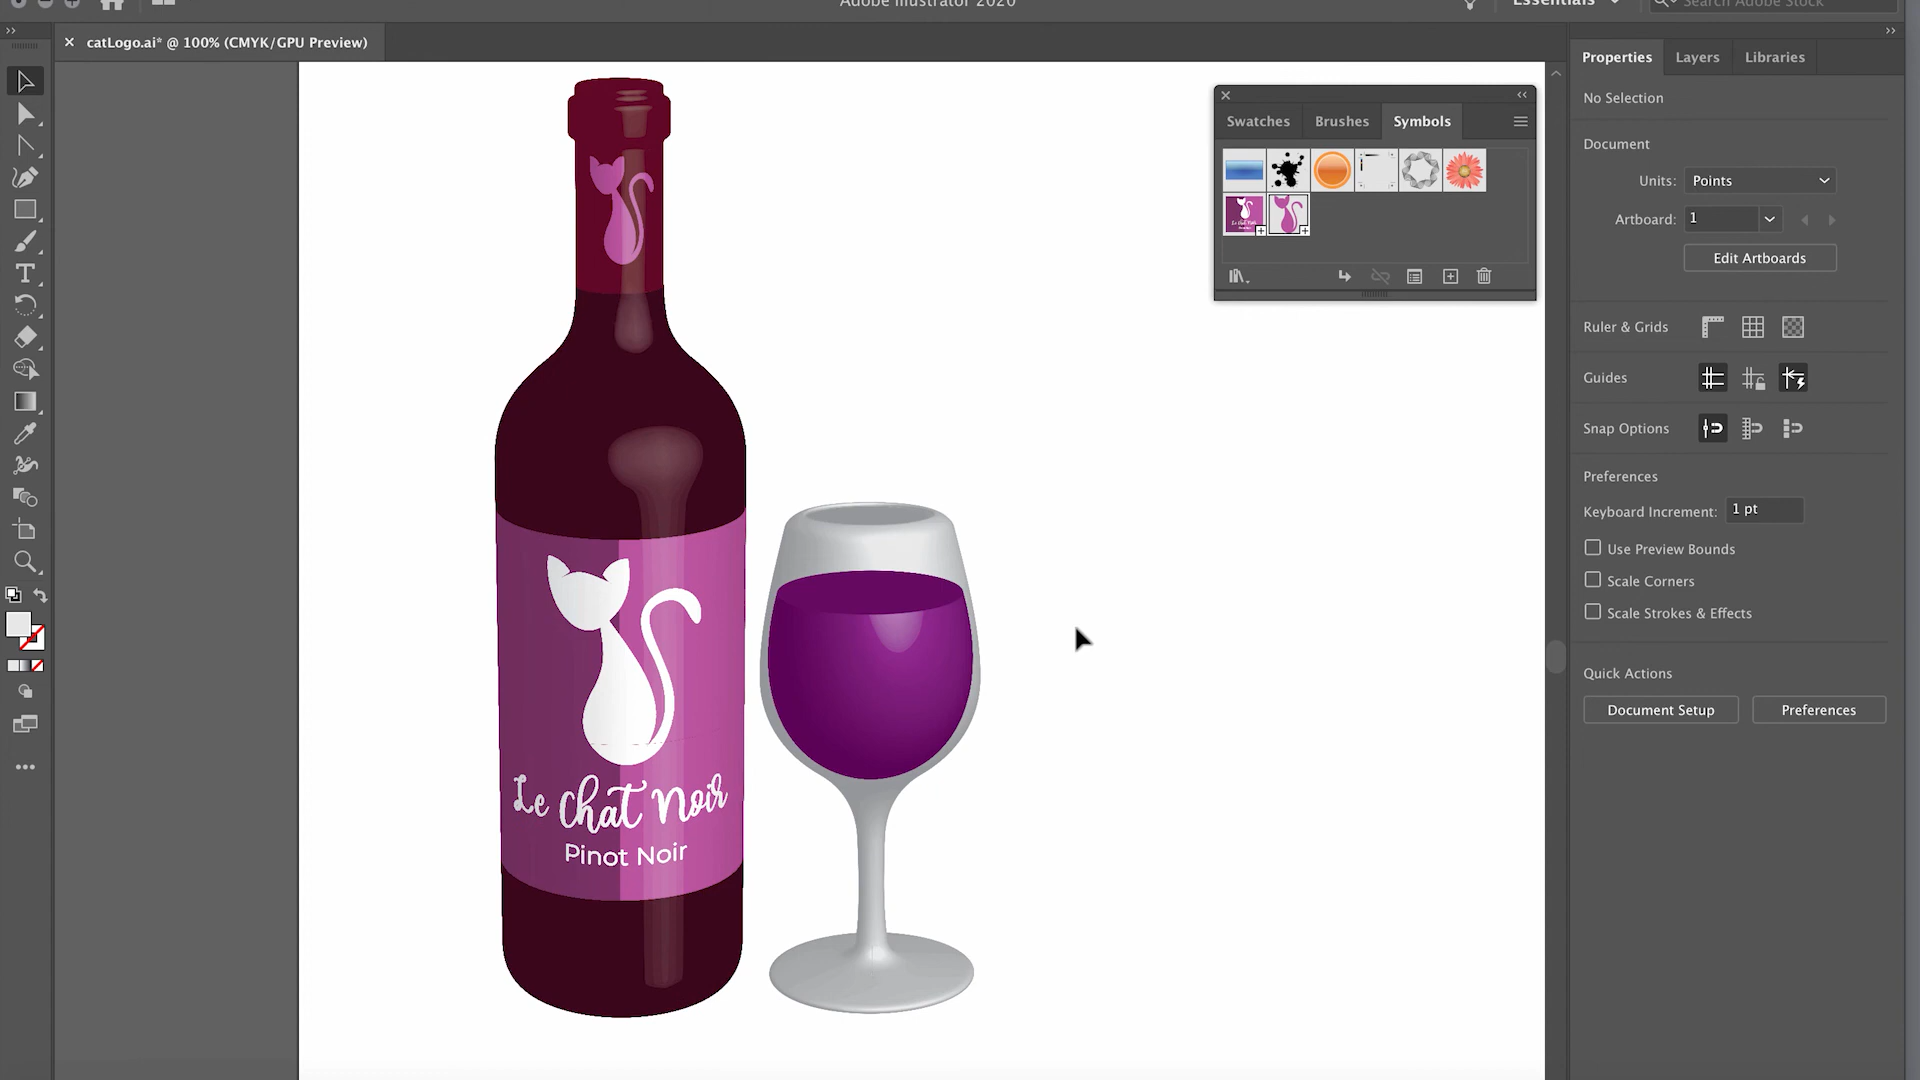 Adobe Illustrator 2020
Essentials
Search Adobe Stock
catLogo.ai* @ 100% (CMYK/GPU Preview)
Properties
Layers
Libraries
No Selection
Swatches
Brushes
Symbols
Document
Units:
Points
Artboard:
1
Edit Artboards
Ruler & Grids
Guides
Snap Options
Preferences
Keyboard Increment:
1 pt
Use Preview Bounds
Scale Corners
Scale Strokes & Effects
Quick Actions
Document Setup
Preferences
Le Chat Noir
Pinot Noir